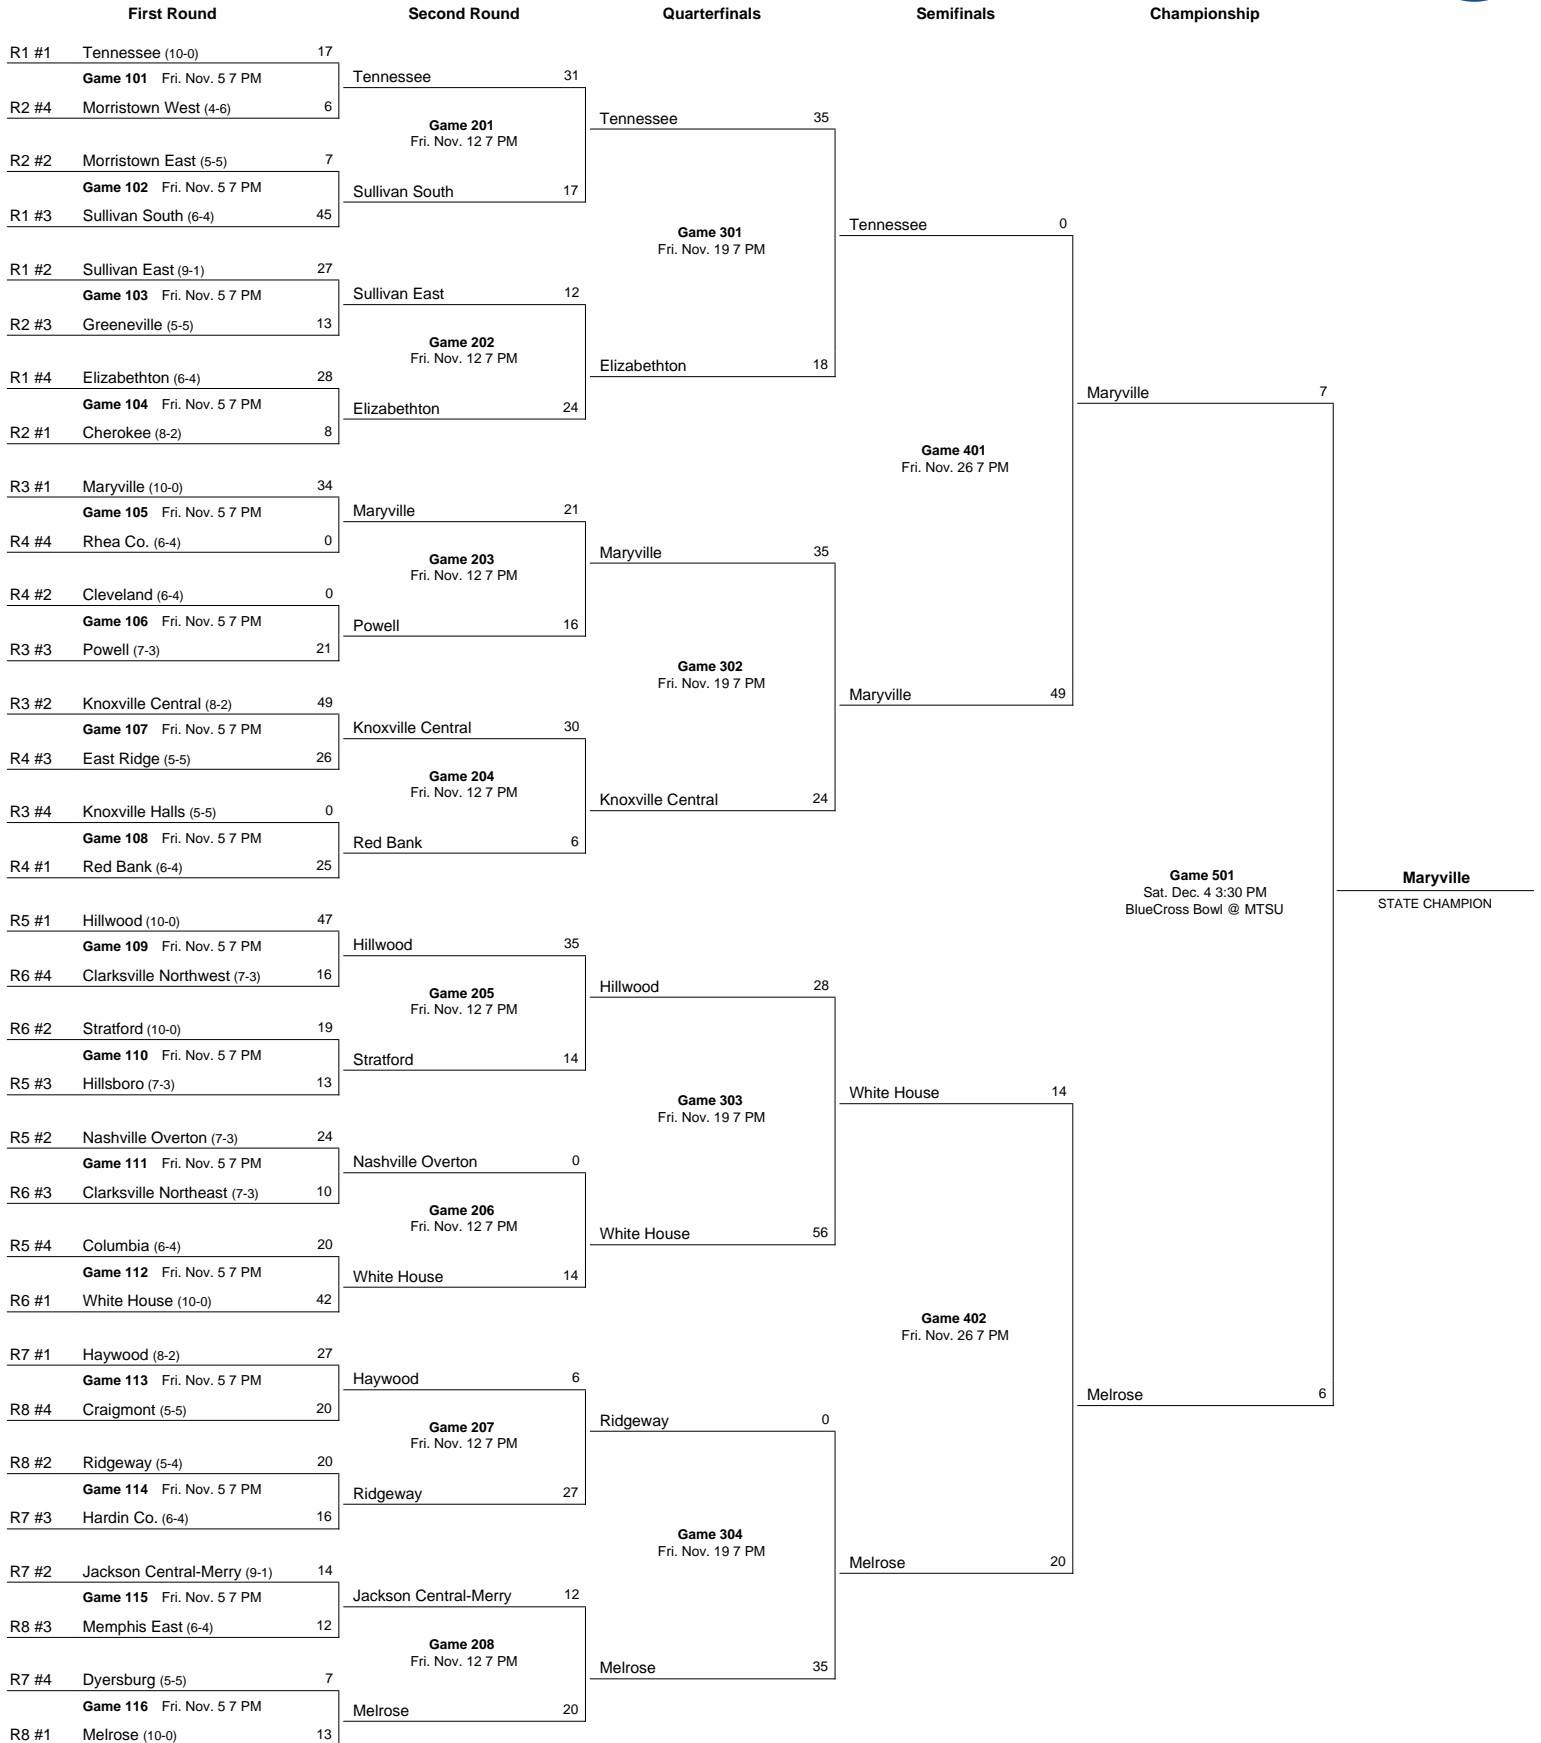 First Round Second Round Quarterfinals Semifinals Championship
R1 #1 Tennessee (10-0) 17
Game 101 Fri. Nov. 5 7 PM
R2 #4 Morristown West (4-6) 6
R2 #2 Morristown East (5-5) 7
Game 102 Fri. Nov. 5 7 PM
R1 #3 Sullivan South (6-4) 45
R1 #2 Sullivan East (9-1) 27
Game 103 Fri. Nov. 5 7 PM
R2 #3 Greeneville (5-5) 13
R1 #4 Elizabethton (6-4) 28
Game 104 Fri. Nov. 5 7 PM
R2 #1 Cherokee (8-2) 8
R3 #1 Maryville (10-0) 34
Game 105 Fri. Nov. 5 7 PM
R4 #4 Rhea Co. (6-4) 0
R4 #2 Cleveland (6-4) 0
Game 106 Fri. Nov. 5 7 PM
R3 #3 Powell (7-3) 21
R3 #2 Knoxville Central (8-2) 49
Game 107 Fri. Nov. 5 7 PM
R4 #3 East Ridge (5-5) 26
R3 #4 Knoxville Halls (5-5) 0
Game 108 Fri. Nov. 5 7 PM
R4 #1 Red Bank (6-4) 25
R5 #1 Hillwood (10-0) 47
Game 109 Fri. Nov. 5 7 PM
R6 #4 Clarksville Northwest (7-3) 16
R6 #2 Stratford (10-0) 19
Game 110 Fri. Nov. 5 7 PM
R5 #3 Hillsboro (7-3) 13
R5 #2 Nashville Overton (7-3) 24
Game 111 Fri. Nov. 5 7 PM
R6 #3 Clarksville Northeast (7-3) 10
R5 #4 Columbia (6-4) 20
Game 112 Fri. Nov. 5 7 PM
R6 #1 White House (10-0) 42
R7 #1 Haywood (8-2) 27
Game 113 Fri. Nov. 5 7 PM
R8 #4 Craigmont (5-5) 20
R8 #2 Ridgeway (5-4) 20
Game 114 Fri. Nov. 5 7 PM
R7 #3 Hardin Co. (6-4) 16
R7 #2 Jackson Central-Merry (9-1) 14
Game 115 Fri. Nov. 5 7 PM
R8 #3 Memphis East (6-4) 12
R7 #4 Dyersburg (5-5) 7
Game 116 Fri. Nov. 5 7 PM
R8 #1 Melrose (10-0) 13
Tennessee 31
Game 201
Fri. Nov. 12 7 PM
Sullivan South 17
Sullivan East 12
Game 202
Fri. Nov. 12 7 PM
Elizabethton 24
Maryville 21
Game 203
Fri. Nov. 12 7 PM
Powell 16
Knoxville Central 30
Game 204
Fri. Nov. 12 7 PM
Red Bank 6
Hillwood 35
Game 205
Fri. Nov. 12 7 PM
Stratford 14
Nashville Overton 0
Game 206
Fri. Nov. 12 7 PM
White House 14
Haywood 6
Game 207
Fri. Nov. 12 7 PM
Ridgeway 27
Jackson Central-Merry 12
Game 208
Fri. Nov. 12 7 PM
Melrose 20
Tennessee 35
Game 301
Fri. Nov. 19 7 PM
Elizabethton 18
Maryville 35
Game 302
Fri. Nov. 19 7 PM
Knoxville Central 24
Hillwood 28
Game 303
Fri. Nov. 19 7 PM
White House 56
Ridgeway 0
Game 304
Fri. Nov. 19 7 PM
Melrose 35
Tennessee 0
Game 401
Fri. Nov. 26 7 PM
Maryville 49
White House 14
Game 402
Fri. Nov. 26 7 PM
Melrose 20
Maryville 7
Game 501
Sat. Dec. 4 3:30 PM
BlueCross Bowl @ MTSU
Melrose 6
Maryville
STATE CHAMPION